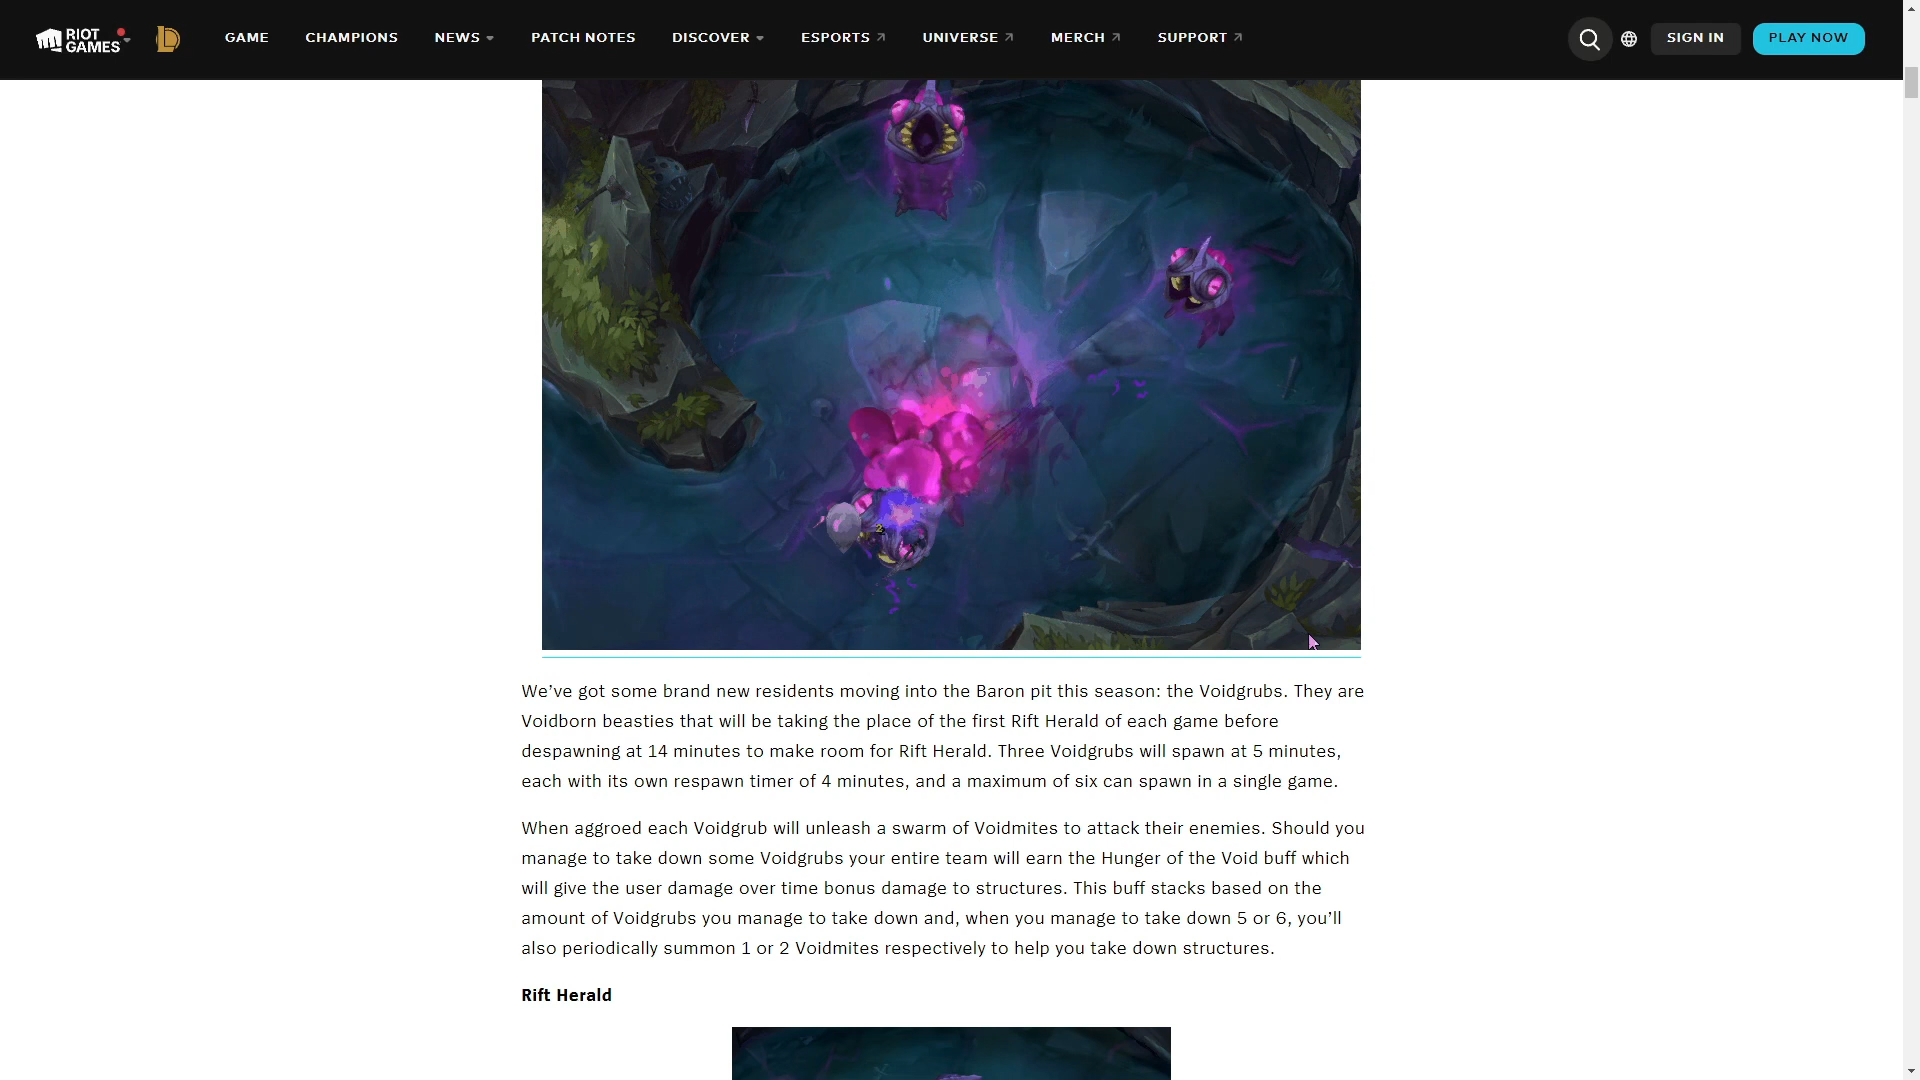 RIOT GAMES
GAME
CHAMPIONS
NEWS
PATCH NOTES
DISCOVER
ESPORTS
UNIVERSE
MERCH
SUPPORT
SIGN IN
PLAY NOW
2
We’ve got some brand new residents moving into the Baron pit this season: the Voidgrubs. They are
Voidborn beasties that will be taking the place of the first Rift Herald of each game before
despawning at 14 minutes to make room for Rift Herald. Three Voidgrubs will spawn at 5 minutes,
each with its own respawn timer of 4 minutes, and a maximum of six can spawn in a single game.
When aggroed each Voidgrub will unleash a swarm of Voidmites to attack their enemies. Should you
manage to take down some Voidgrubs your entire team will earn the Hunger of the Void buff which
will give the user damage over time bonus damage to structures. This buff stacks based on the
amount of Voidgrubs you manage to take down and, when you manage to take down 5 or 6, you’ll
also periodically summon 1 or 2 Voidmites respectively to help you take down structures.
Rift Herald